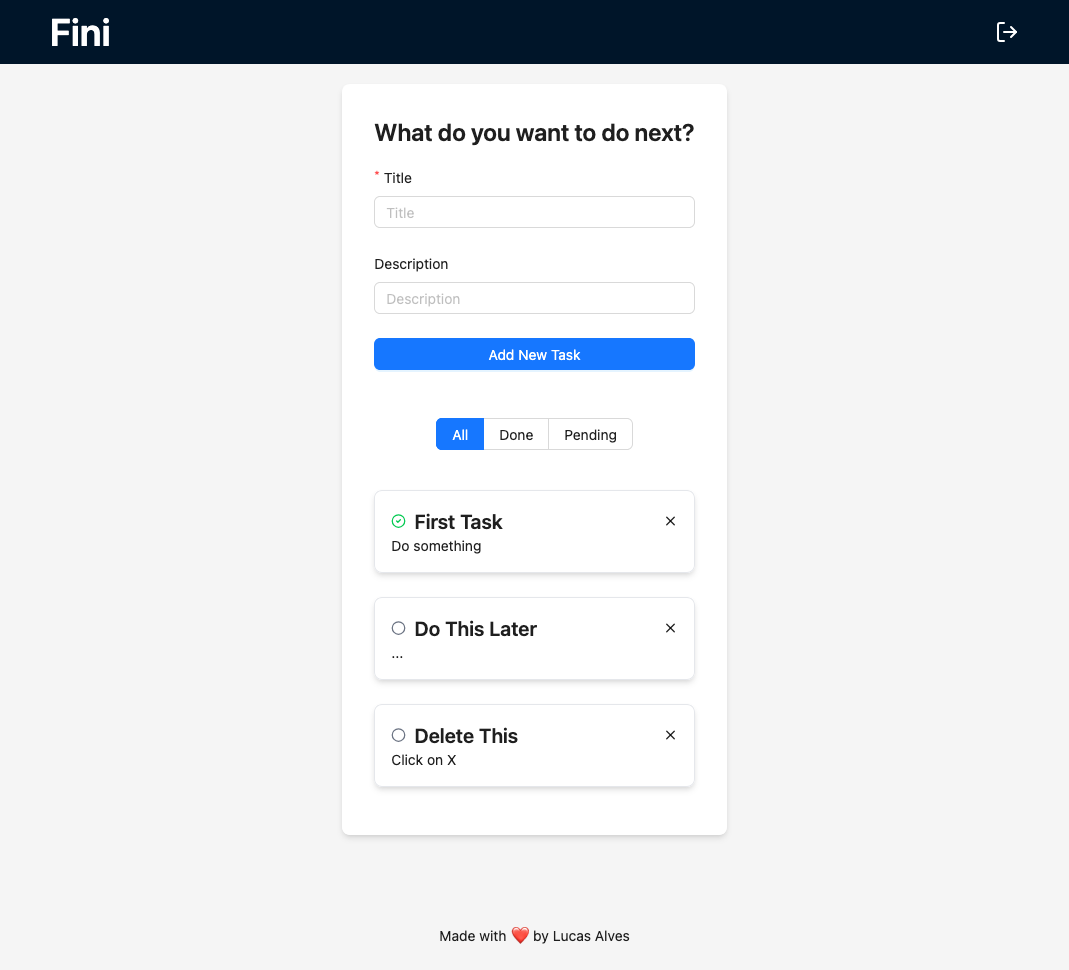 Fini
What do you want to do next?
* Title
Title
Description
Description
Add New Task
All Done Pending
First Task
Do something
Do This Later
...
Delete This
Click on X
Made with ❤️ by Lucas Alves